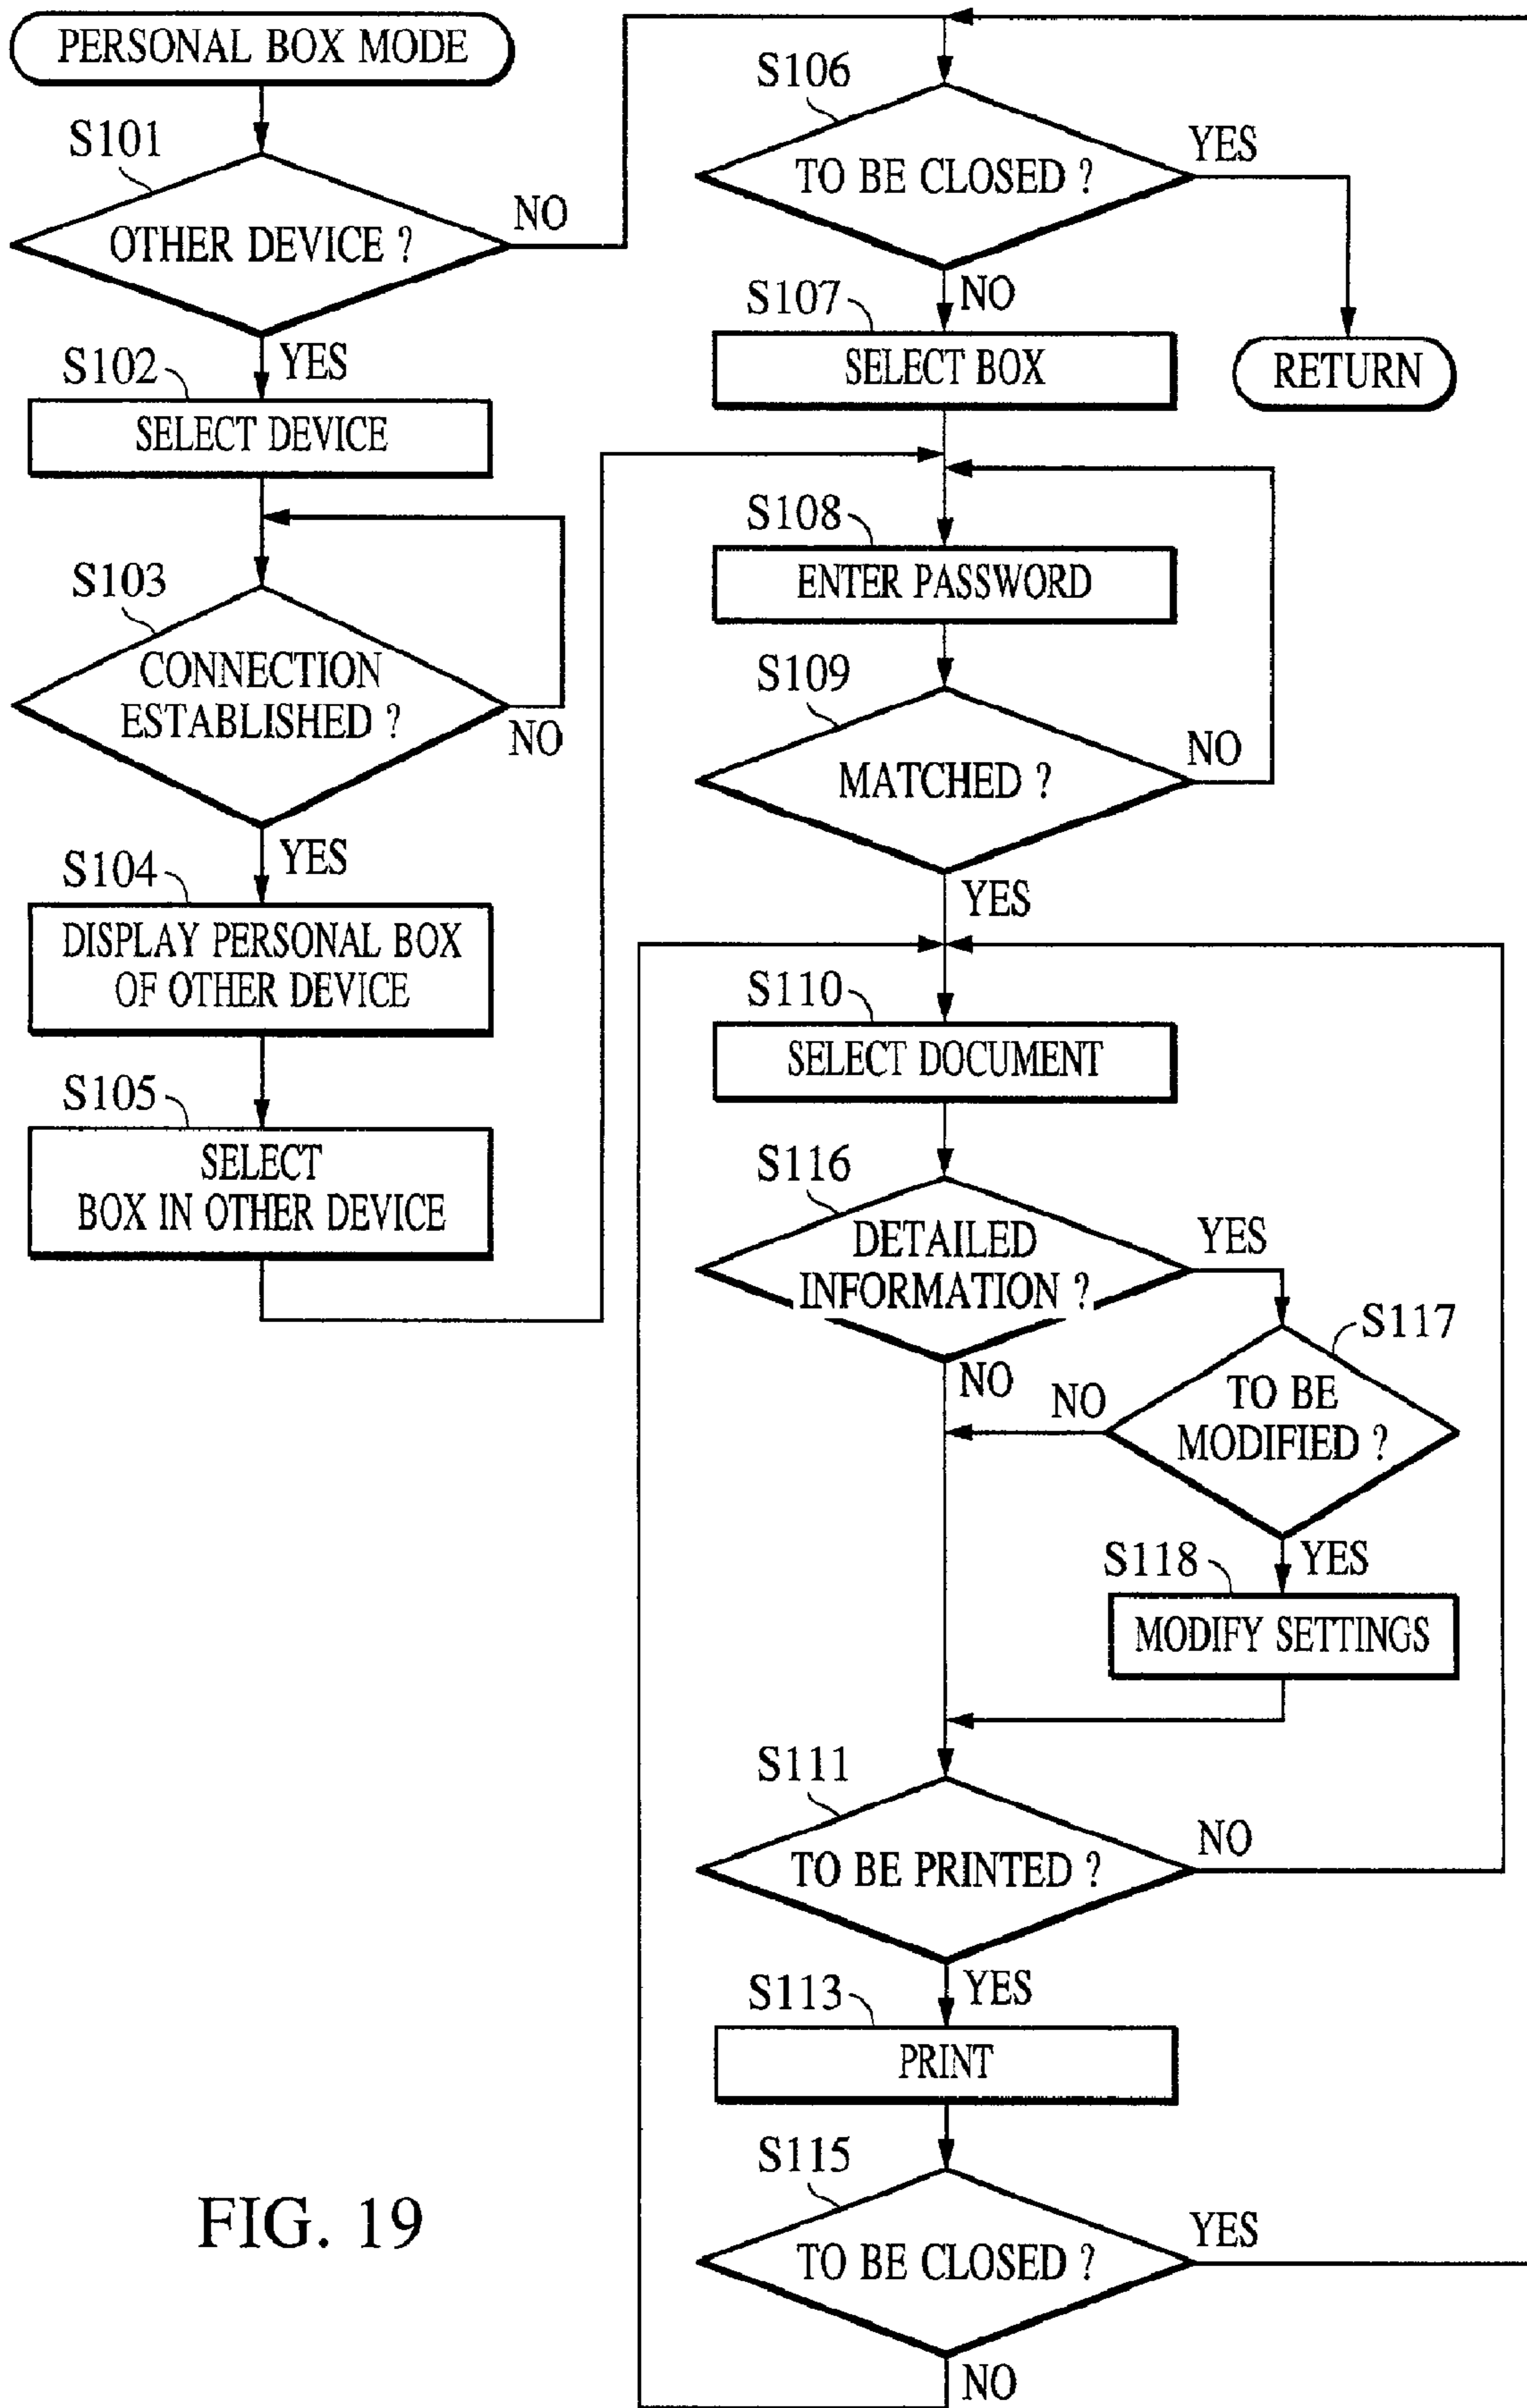 PERSONAL BOX MODE
S101
OTHER DEVICE ?
NO
YES
S102
SELECT DEVICE
S103
CONNECTION
ESTABLISHED ?
NO
YES
S104
DISPLAY PERSONAL BOX
OF OTHER DEVICE
S105
SELECT
BOX IN OTHER DEVICE
S106
TO BE CLOSED ?
YES
NO
RETURN
S107
SELECT BOX
S108
ENTER PASSWORD
S109
MATCHED ?
NO
YES
S110
SELECT DOCUMENT
S116
DETAILED
INFORMATION ?
YES
NO
S117
TO BE
MODIFIED ?
NO
YES
S118
MODIFY SETTINGS
S111
TO BE PRINTED ?
NO
YES
S113
PRINT
S115
TO BE CLOSED ?
YES
NO
FIG. 19